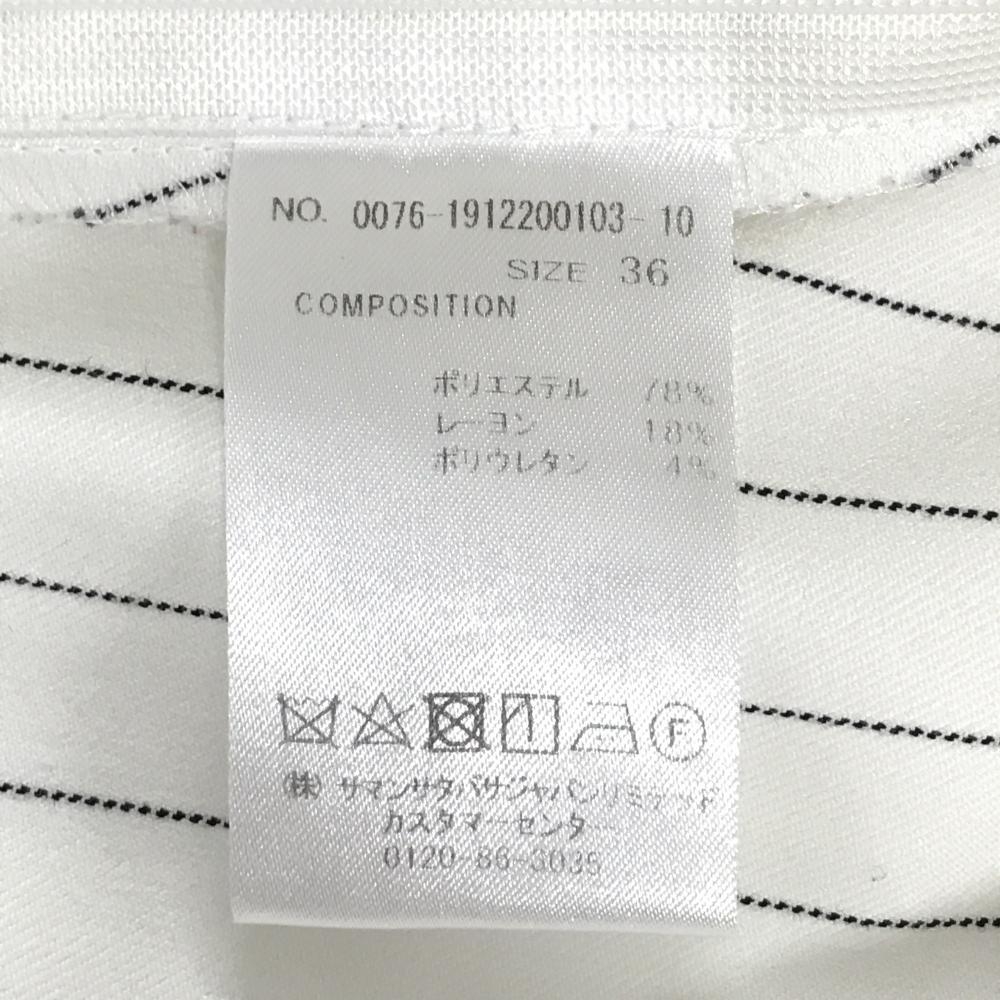 NO. 0076-1912200103-10
SIZE 36
COMPOSITION
ポリエステル 78%
レーヨン 18%
ポリウレタン 4%
F
(株) サマンサタバサジャパンリミテッド
カスタマーセンター
0120-86-3035